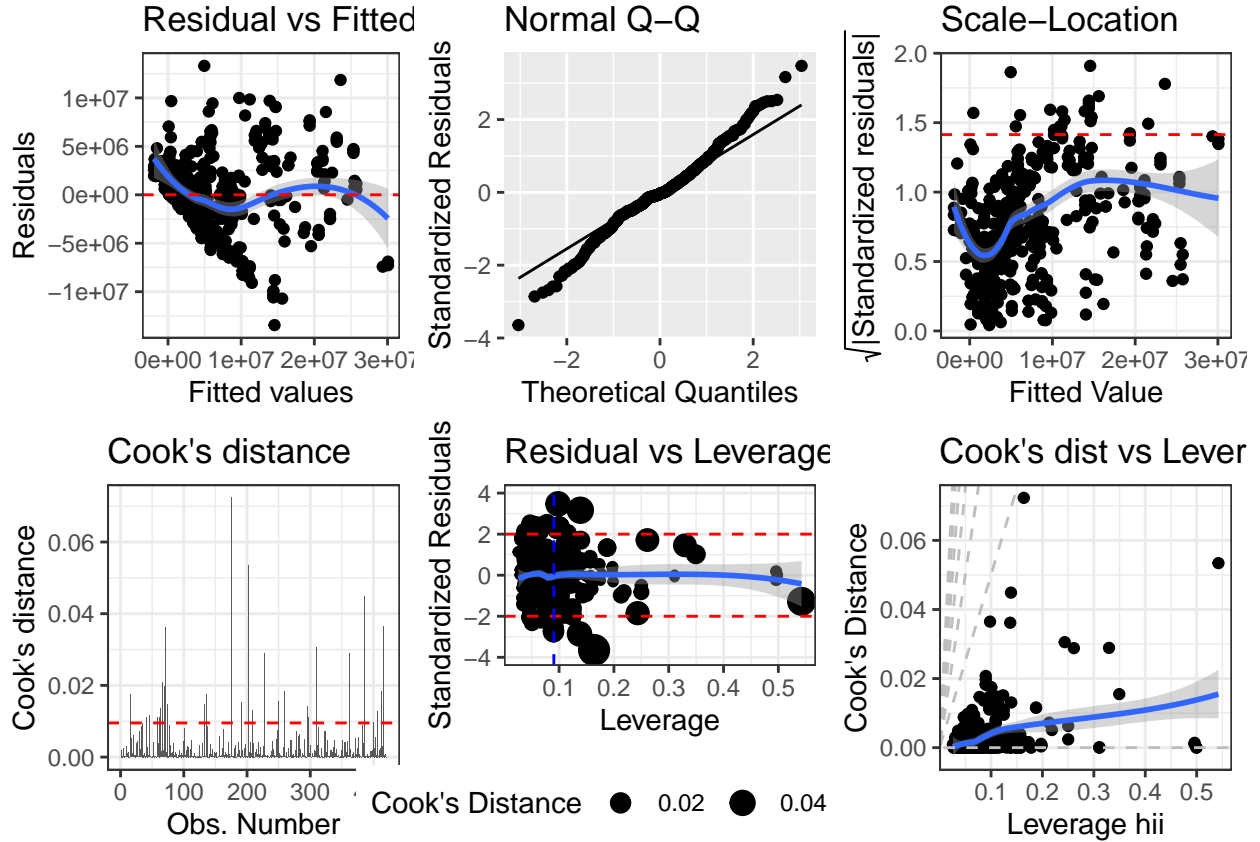 Residual vs Fitted
Residuals
1e+07
5e+06
0e+00
−5e+06
−1e+07
0e+00 1e+07 2e+07 3e+07
Fitted values
Normal Q−Q
Standardized Residuals
2
0
−2
−4
−2 0 2
Theoretical Quantiles
Scale−Location
√|Standardized residuals|
2.0
1.5
1.0
0.5
0.0
0e+00 1e+07 2e+07 3e+07
Fitted Value
Cook's distance
Cook's distance
0.06
0.04
0.02
0.00
0 100 200 300
Obs. Number
Residual vs Leverage
Standardized Residuals
4
2
0
−2
−4
0.1 0.2 0.3 0.4 0.5
Leverage
Cook's Distance 0.02 0.04
Cook's dist vs Lever
Cook's Distance
0.06
0.04
0.02
0.00
0.1 0.2 0.3 0.4 0.5
Leverage hii